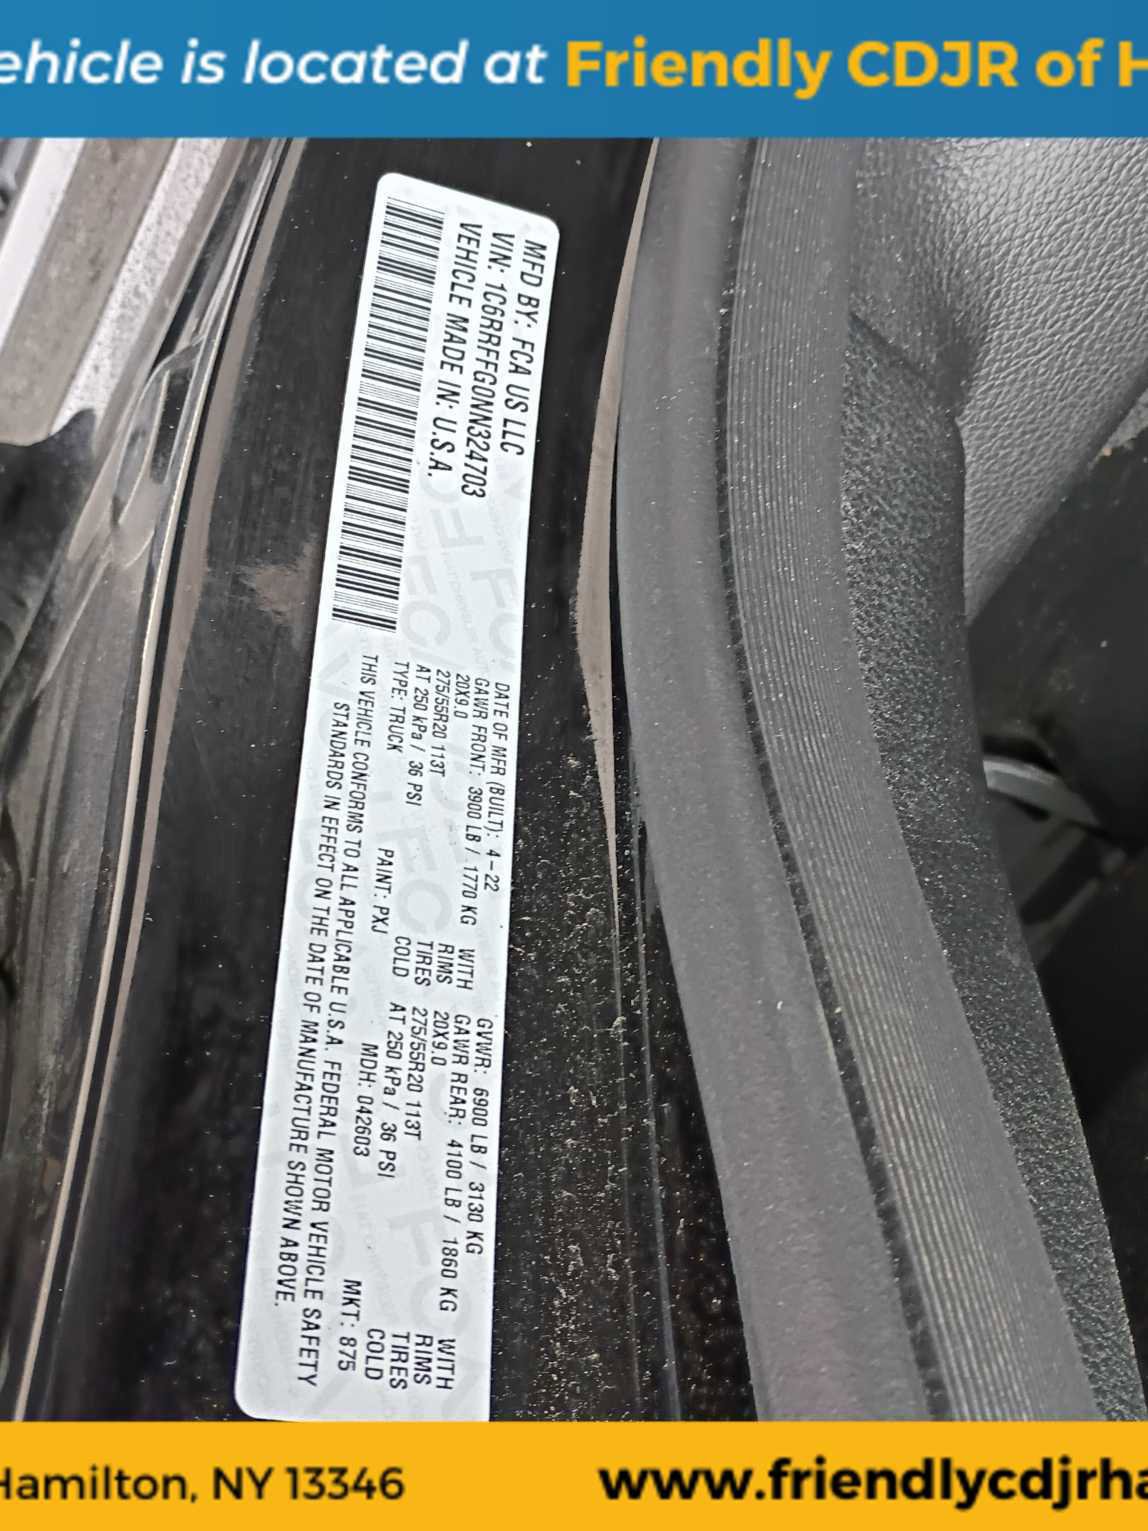 ehicle is located at Friendly CDJR of H
MFD BY: FCA US LLC
VIN: 1C6RRFFG0NN324703
VEHICLE MADE IN: U.S.A.
DATE OF MFR (BUILT): 4-22 GVWR: 6900 LB / 3130 KG
GAWR FRONT: 3900 LB / 1770 KG WITH GAWR REAR: 4100 LB / 1860 KG WITH
20X9.0 RIMS 20X9.0 RIMS
275/55R20 113T TIRES 275/55R20 113T TIRES
AT 250 kPa / 36 PSI COLD AT 250 kPa / 36 PSI COLD
TYPE: TRUCK PAINT: PXJ MDH: 042603 MKT: 875
THIS VEHICLE CONFORMS TO ALL APPLICABLE U.S.A. FEDERAL MOTOR VEHICLE SAFETY
STANDARDS IN EFFECT ON THE DATE OF MANUFACTURE SHOWN ABOVE.
Hamilton, NY 13346 www.friendlycdjrha